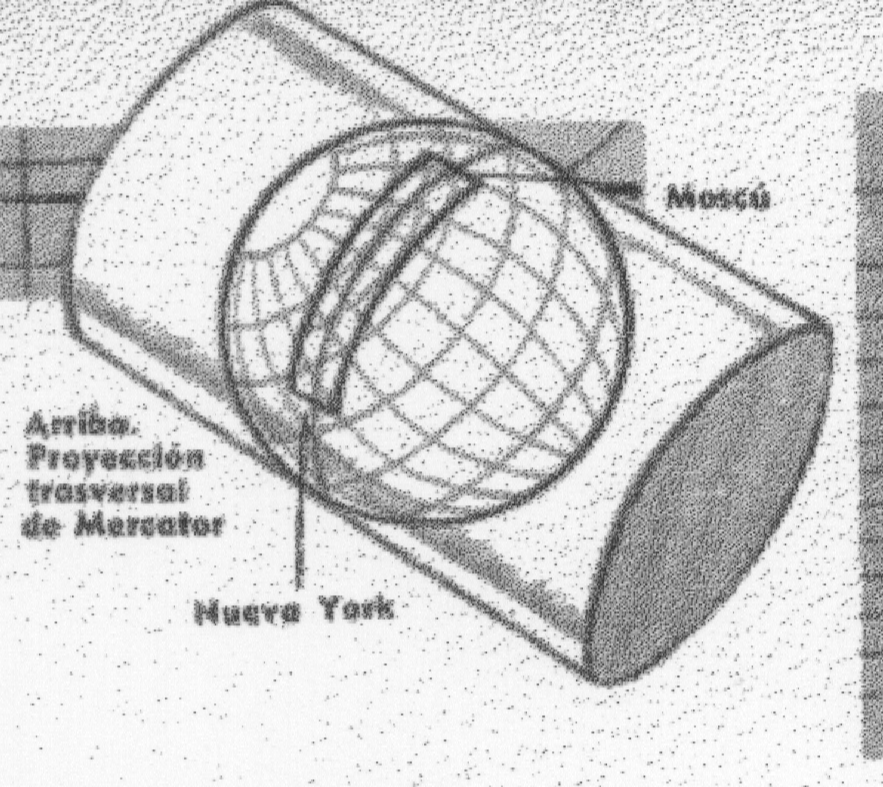 Moscú
Arriba.
Proyección
trasversal
de Mercator
Nueva York